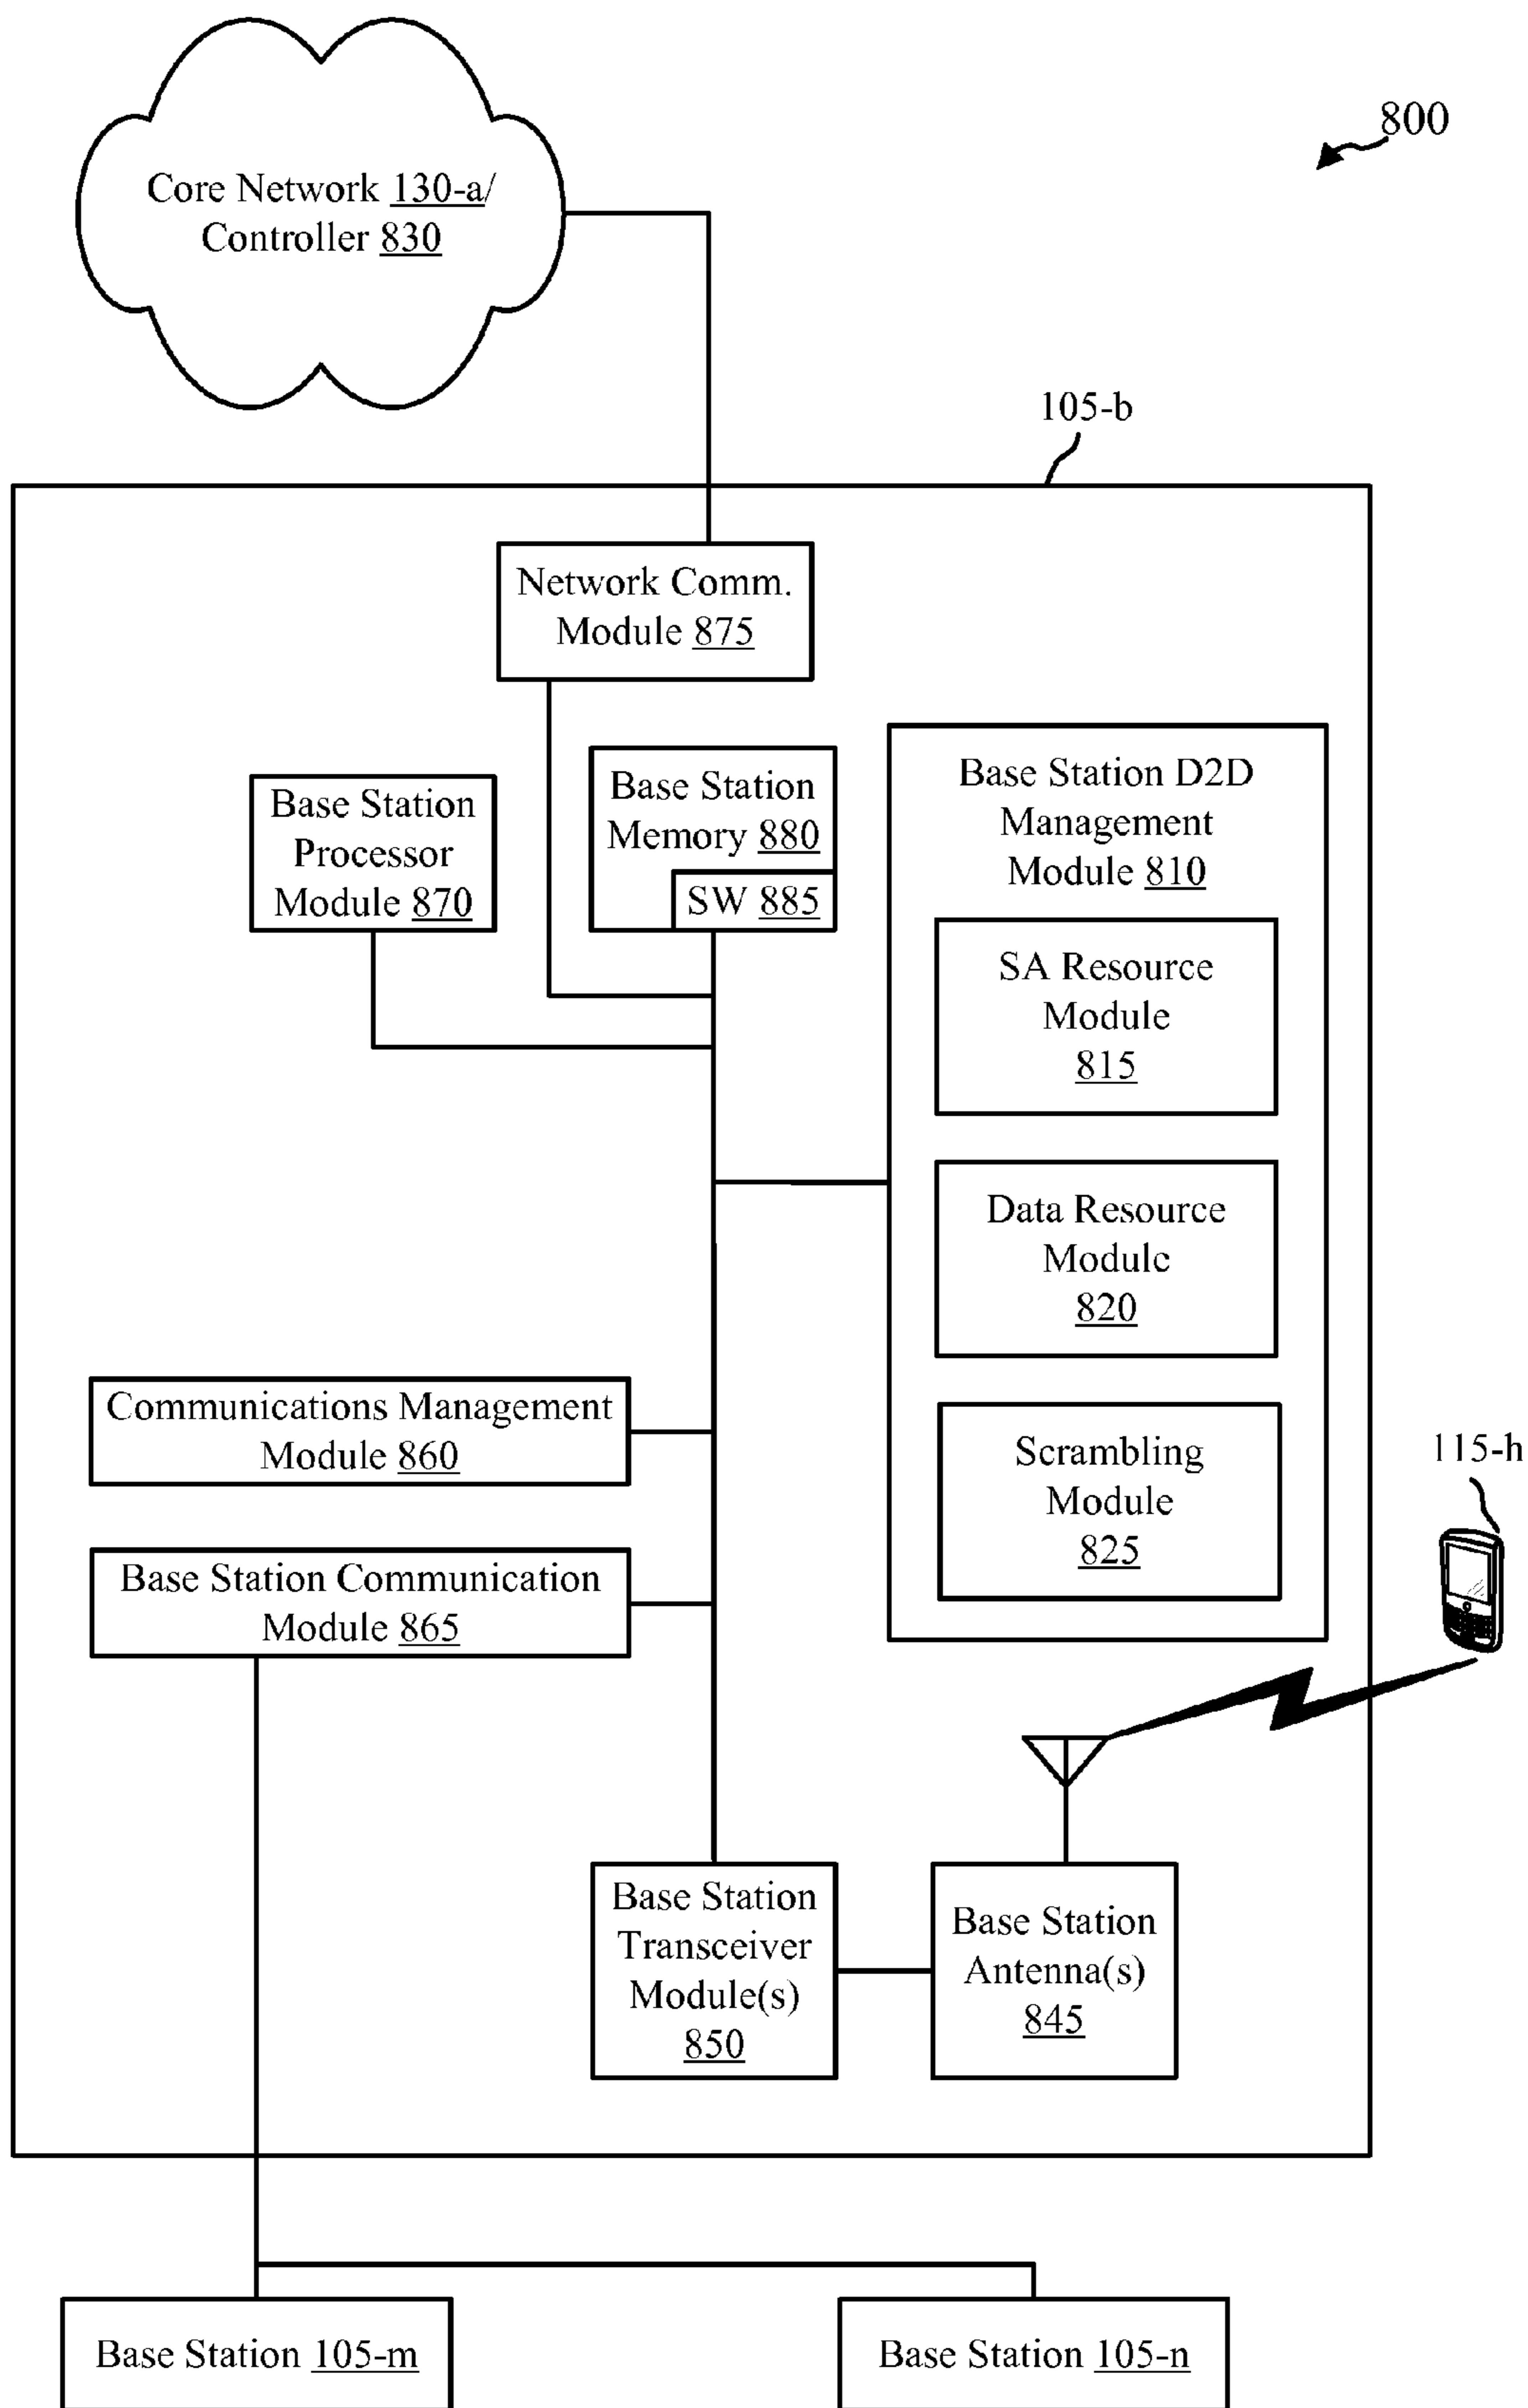 800
Core Network 130-a/
Controller 830
105-b
Network Comm.
Module 875
Base Station
Processor
Module 870
Base Station
Memory 880
SW 885
Base Station D2D
Management
Module 810
SA Resource
Module
815
Data Resource
Module
820
Scrambling
Module
825
Communications Management
Module 860
Base Station Communication
Module 865
115-h
Base Station
Transceiver
Module(s)
850
Base Station
Antenna(s)
845
Base Station 105-m
Base Station 105-n